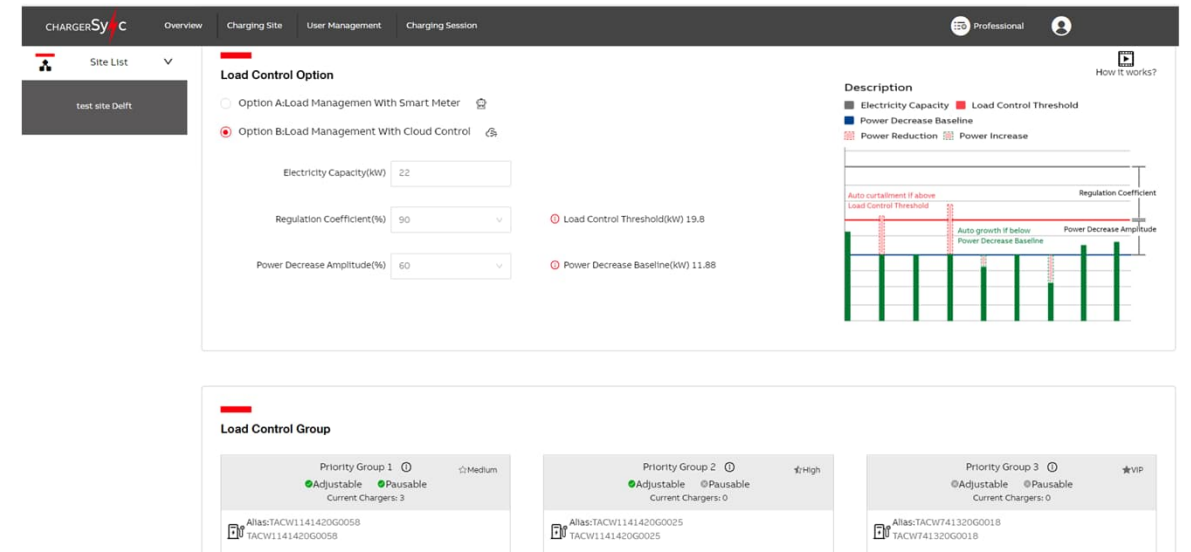 CHARGERSync
Overview
Charging Site
User Management
Charging Session
Professional
Site List
test site Delft
Load Control Option
How it works?
Option A:Load Managemen With Smart Meter
Option B:Load Management With Cloud Control
Electricity Capacity(kW) 22
Regulation Coefficient(%) 90
Load Control Threshold(kW) 19.8
Power Decrease Amplitude(%) 60
Power Decrease Baseline(kW) 11.88
Description
Electricity Capacity Load Control Threshold
Power Decrease Baseline
Power Reduction Power Increase
Auto curtailment if above
Load Control Threshold
Regulation Coefficient
Auto growth if below
Power Decrease Baseline
Power Decrease Amplitude
Load Control Group
Priority Group 1
Medium
Adjustable Pausable
Current Chargers: 3
Alias:TACW1141420G0058
TACW1141420G0058
Priority Group 2
High
Adjustable Pausable
Current Chargers: 0
Alias:TACW1141420G0025
TACW1141420G0025
Priority Group 3
VIP
Adjustable Pausable
Current Chargers: 0
Alias:TACW741320G0018
TACW741320G0018